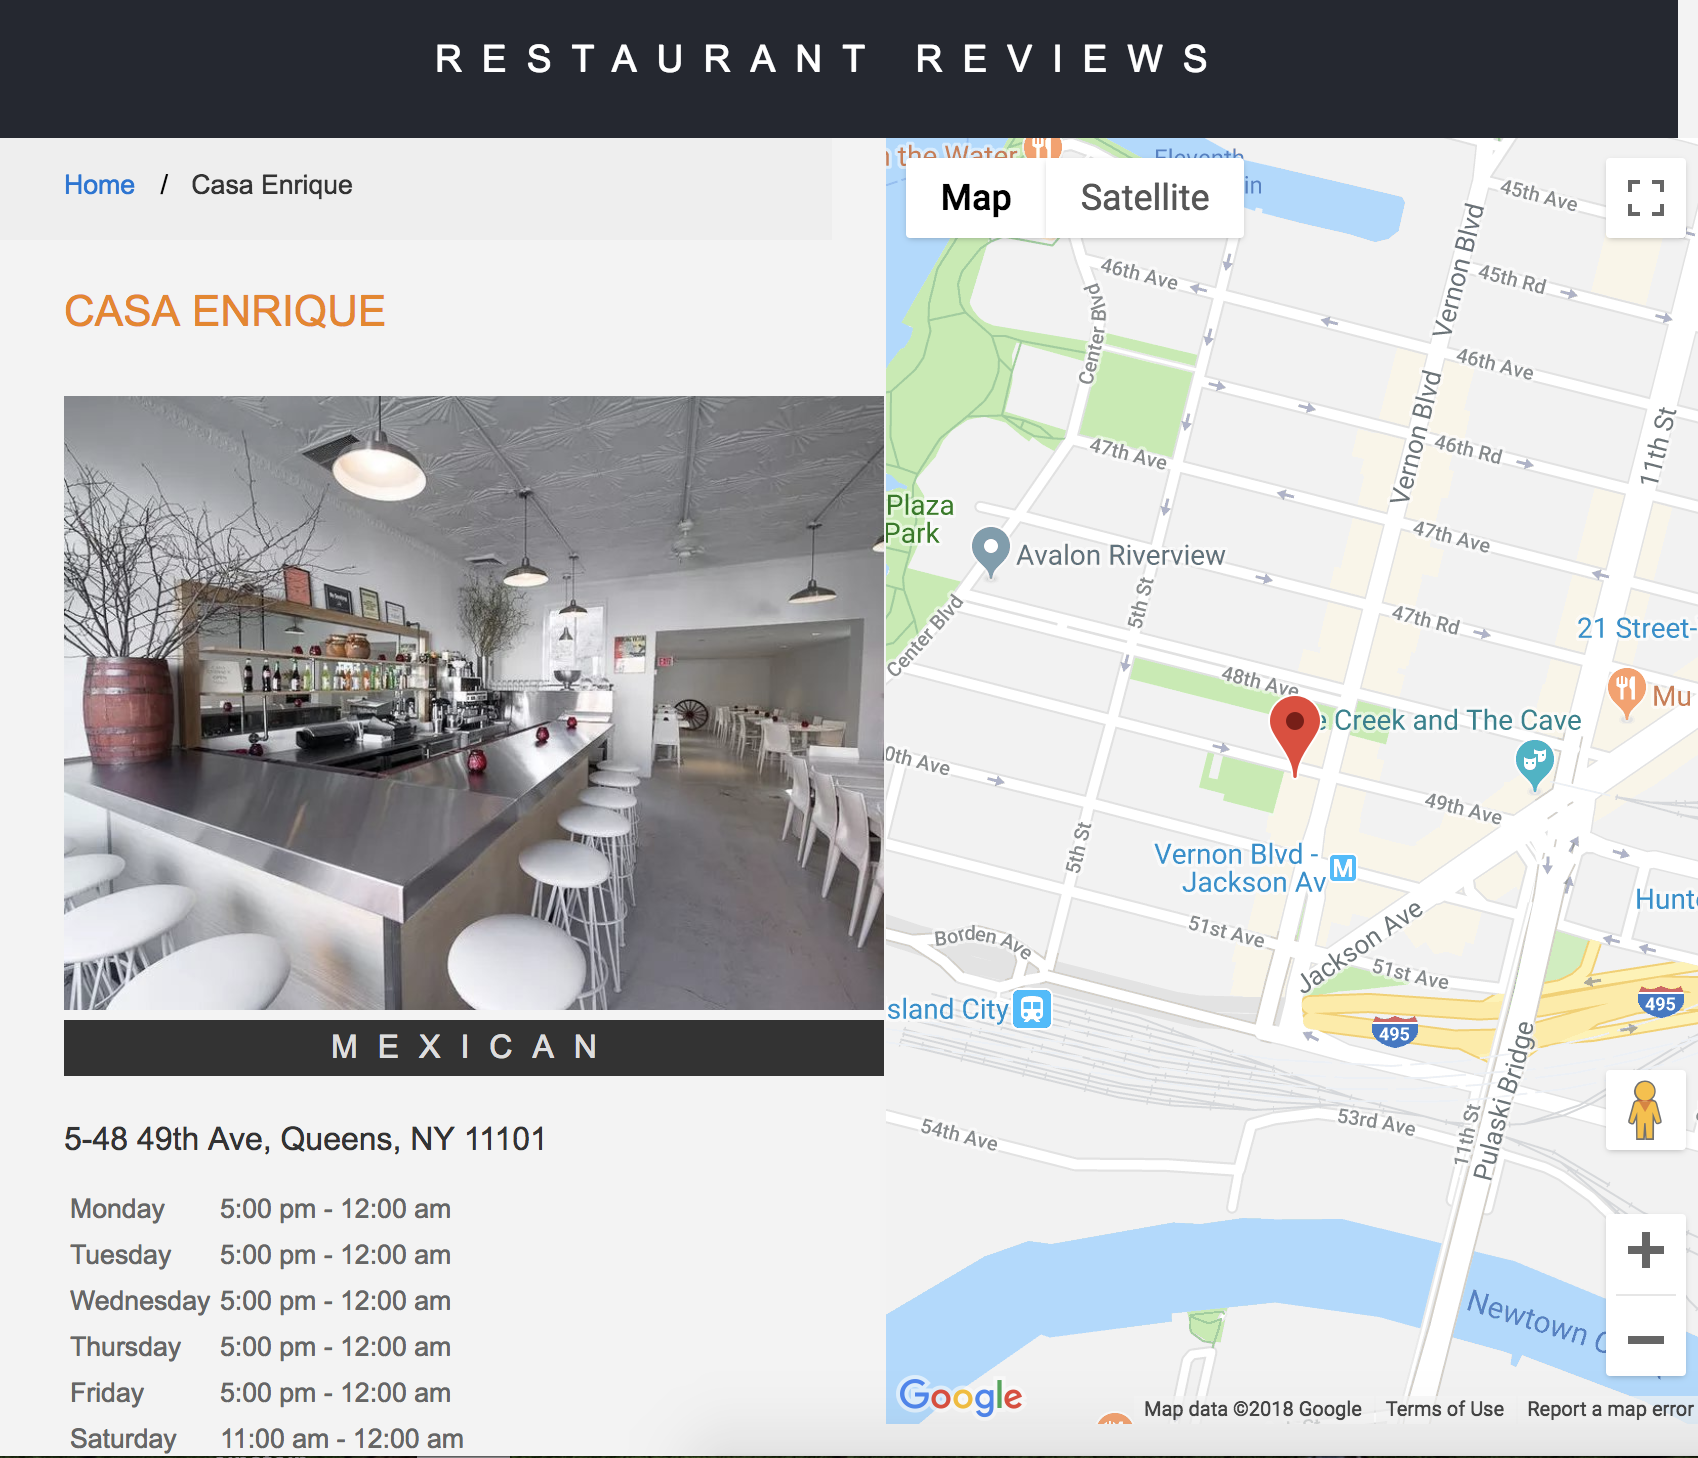 RESTAURANT REVIEWS
Home / Casa Enrique
CASA ENRIQUE
MEXICAN
5-48 49th Ave, Queens, NY 11101
Monday 5:00 pm - 12:00 am
Tuesday 5:00 pm - 12:00 am
Wednesday 5:00 pm - 12:00 am
Thursday 5:00 pm - 12:00 am
Friday 5:00 pm - 12:00 am
Saturday 11:00 am - 12:00 am
the Water
Eleventh
Map Satellite
45th Ave
Vernon Blvd
46th Ave
45th Rd
Center Blvd
46th Ave
Vernon Blvd
11th St
47th Ave
46th Rd
Plaza
Park
47th Ave
Avalon Riverview
5th St
Center Blvd
47th Rd
21 Street-
48th Ave
Mu
e Creek and The Cave
0th Ave
49th Ave
5th St
Vernon Blvd -
Jackson Av
M
Hunt
51st Ave
Jackson Ave
Borden Ave
51st Ave
sland City
495
495
Pulaski Bridge
53rd Ave
11th St
54th Ave
Newtown C
Google
Map data ©2018 Google Terms of Use Report a map error